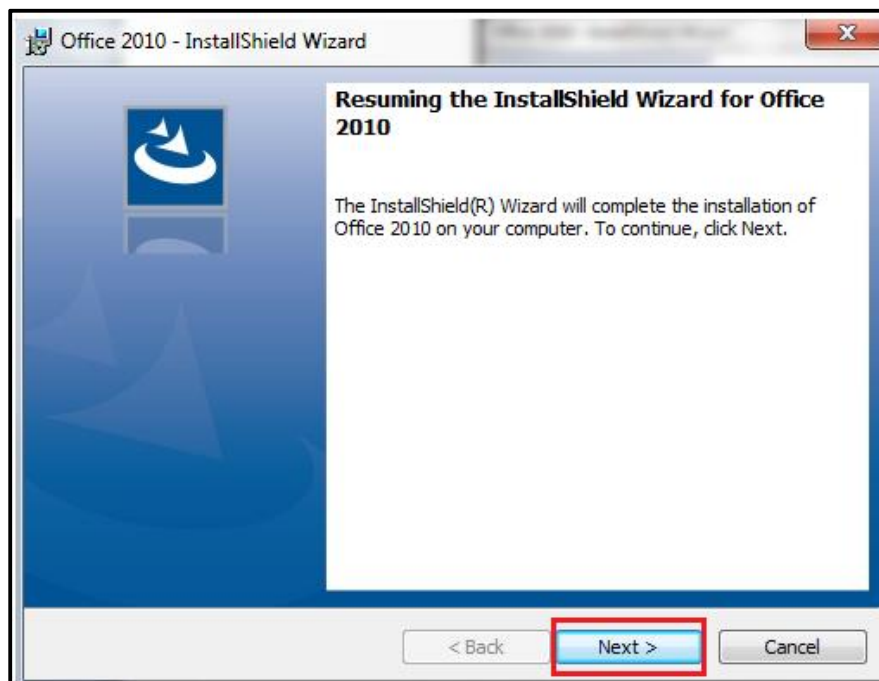 Office 2010 - InstallShield Wizard
Resuming the InstallShield Wizard for Office
2010
The InstallShield(R) Wizard will complete the installation of
Office 2010 on your computer. To continue, click Next.
< Back
Next >
Cancel